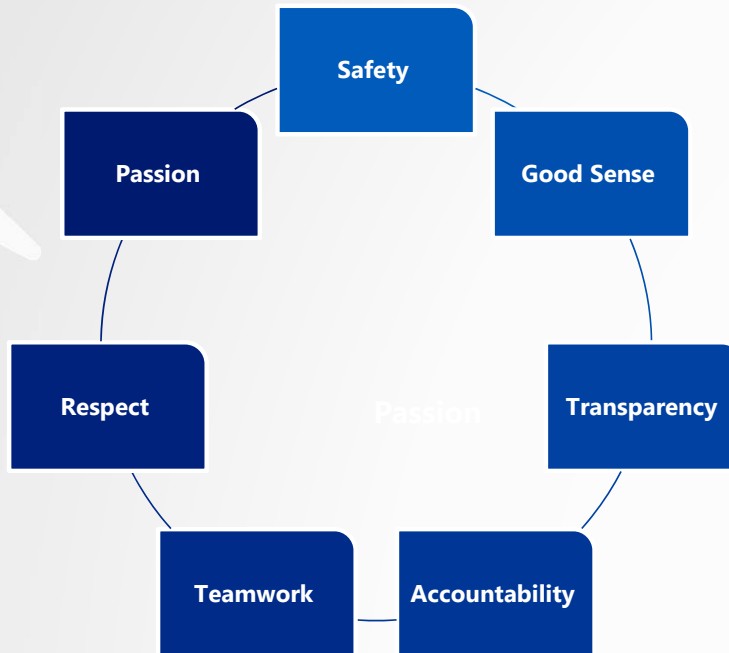 Safety
Passion
Good Sense
Respect
Passion
Transparency
Teamwork
Accountability